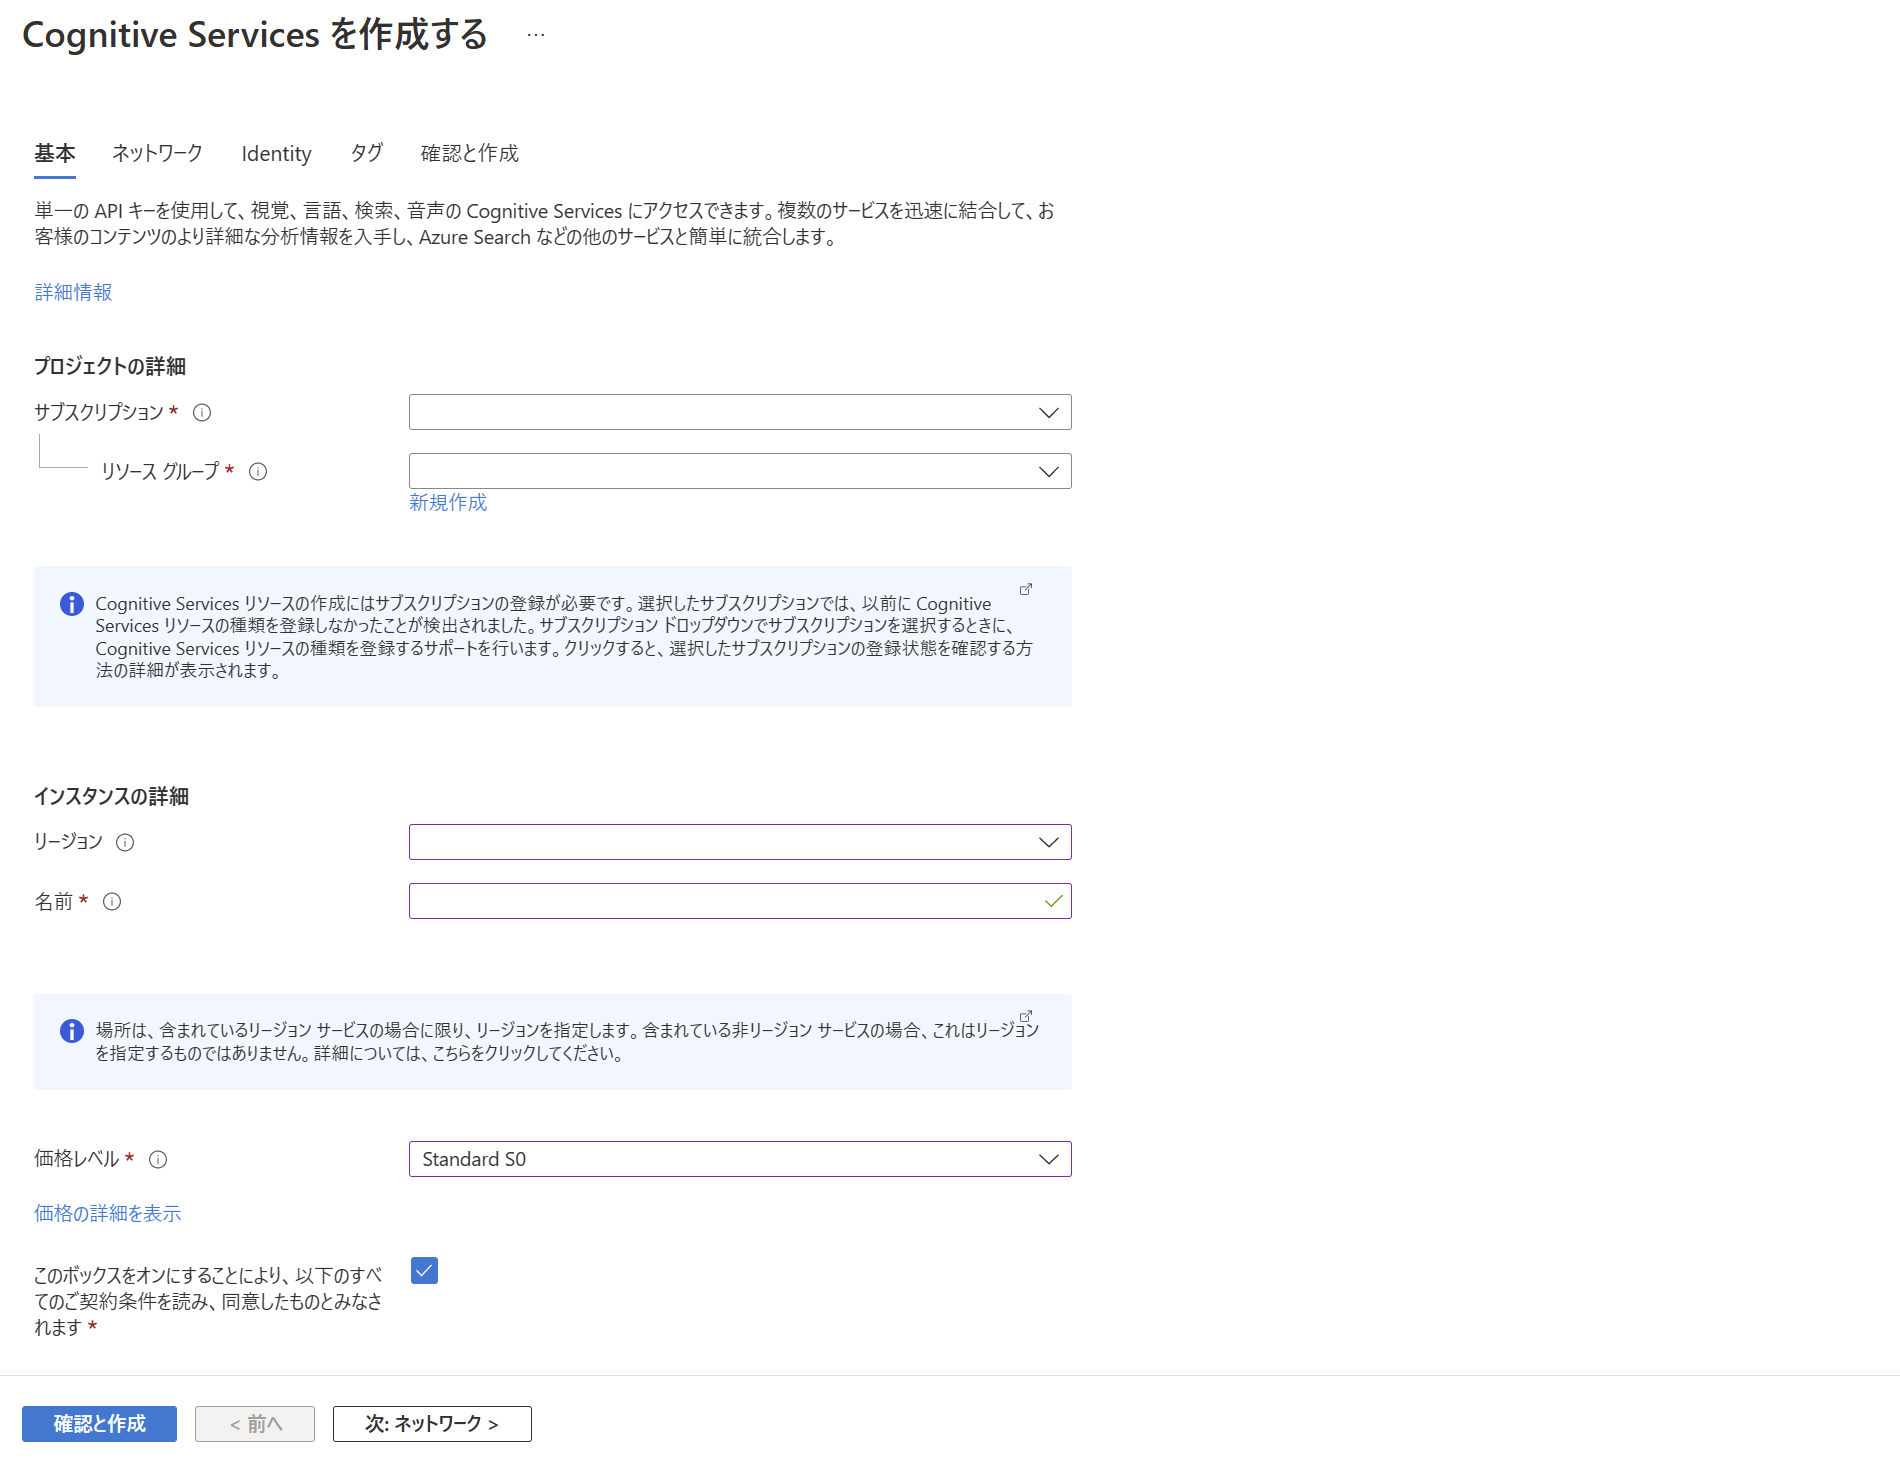 Cognitive Services を作成する …
基本 ネットワーク Identity タグ 確認と作成
単一の API キーを使用して、視覚、言語、検索、音声の Cognitive Services にアクセスできます。複数のサービスを迅速に結合して、お
客様のコンテンツのより詳細な分析情報を入手し、Azure Search などの他のサービスと簡単に統合します。
詳細情報
プロジェクトの詳細
サブスクリプション *
リソース グループ *
新規作成
Cognitive Services リソースの作成にはサブスクリプションの登録が必要です。選択したサブスクリプションでは、以前に Cognitive
Services リソースの種類を登録しなかったことが検出されました。サブスクリプション ドロップダウンでサブスクリプションを選択するときに、
Cognitive Services リソースの種類を登録するサポートを行います。クリックすると、選択したサブスクリプションの登録状態を確認する方
法の詳細が表示されます。
インスタンスの詳細
リージョン
名前 *
場所は、含まれているリージョン サービスの場合に限り、リージョンを指定します。含まれている非リージョン サービスの場合、これはリージョン
を指定するものではありません。詳細については、こちらをクリックしてください。
価格レベル *
Standard S0
価格の詳細を表示
このボックスをオンにすることにより、以下のすべ
てのご契約条件を読み、同意したものとみなさ
れます *
確認と作成
< 前へ
次: ネットワーク >